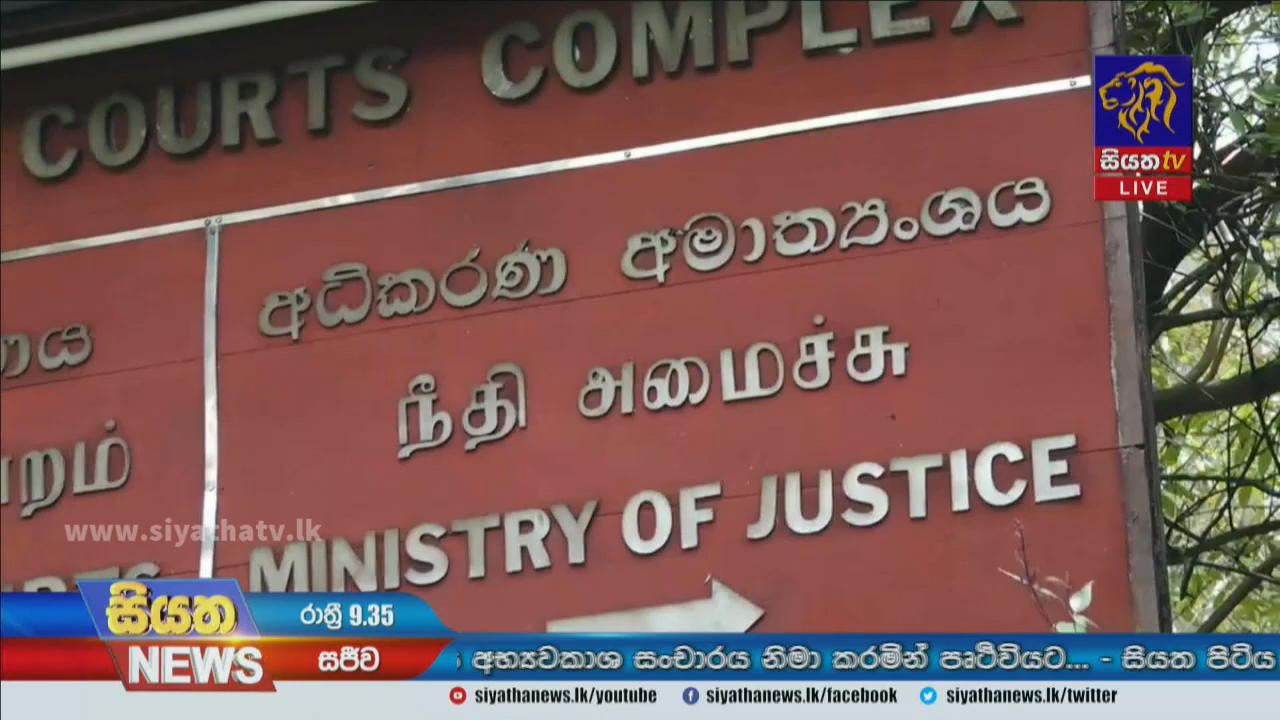 COURTS COMPLEX
සියත tv
LIVE
අධිකරණ අමාත්‍යංශය
நீதி அமைச்சு
MINISTRY OF JUSTICE
www.siyathatv.lk
සියත
NEWS
රාත්‍රී 9.35
සජීව
අභ්‍යවකාශ සංචාරය නිමා කරමින් පෘථිවියට... - සියත පිටිය
siyathanews.lk/youtube
siyathanews.lk/facebook
siyathanews.lk/twitter